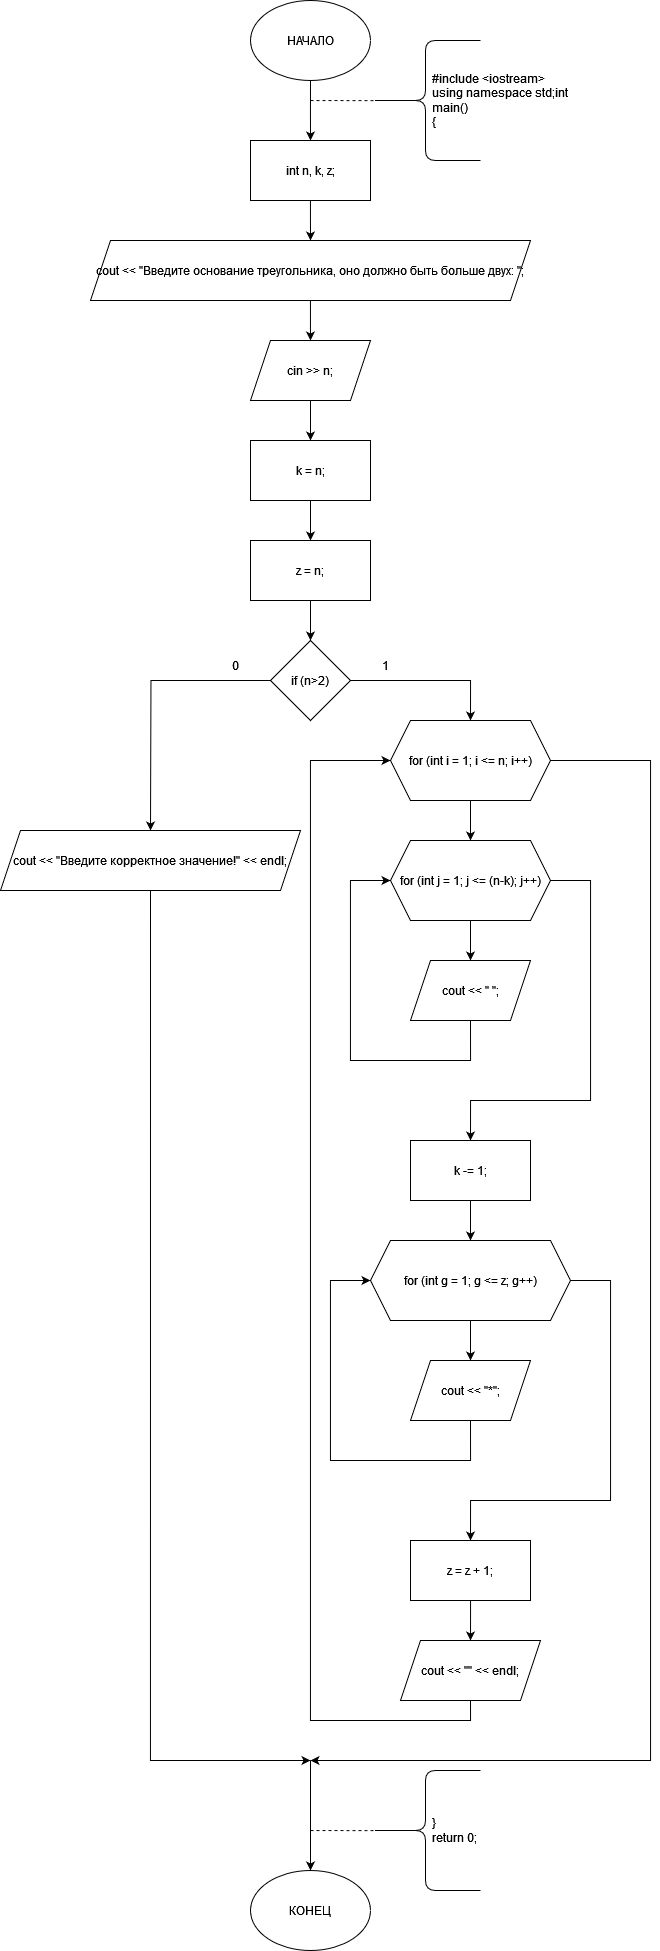 НАЧАЛО
#include <iostream>
using namespace std;int
main()
{
int n, k, z;
cout << "Введите основание треугольника, оно должно быть больше двух: ";
cin >> n;
k = n;
z = n;
0
1
if (n>2)
for (int i = 1; i <= n; i++)
cout << "Введите корректное значение!" << endl;
for (int j = 1; j <= (n-k); j++)
cout << " ";
k -= 1;
for (int g = 1; g <= z; g++)
cout << "*";
z = z + 1;
cout << "" << endl;
}
return 0;
КОНЕЦ